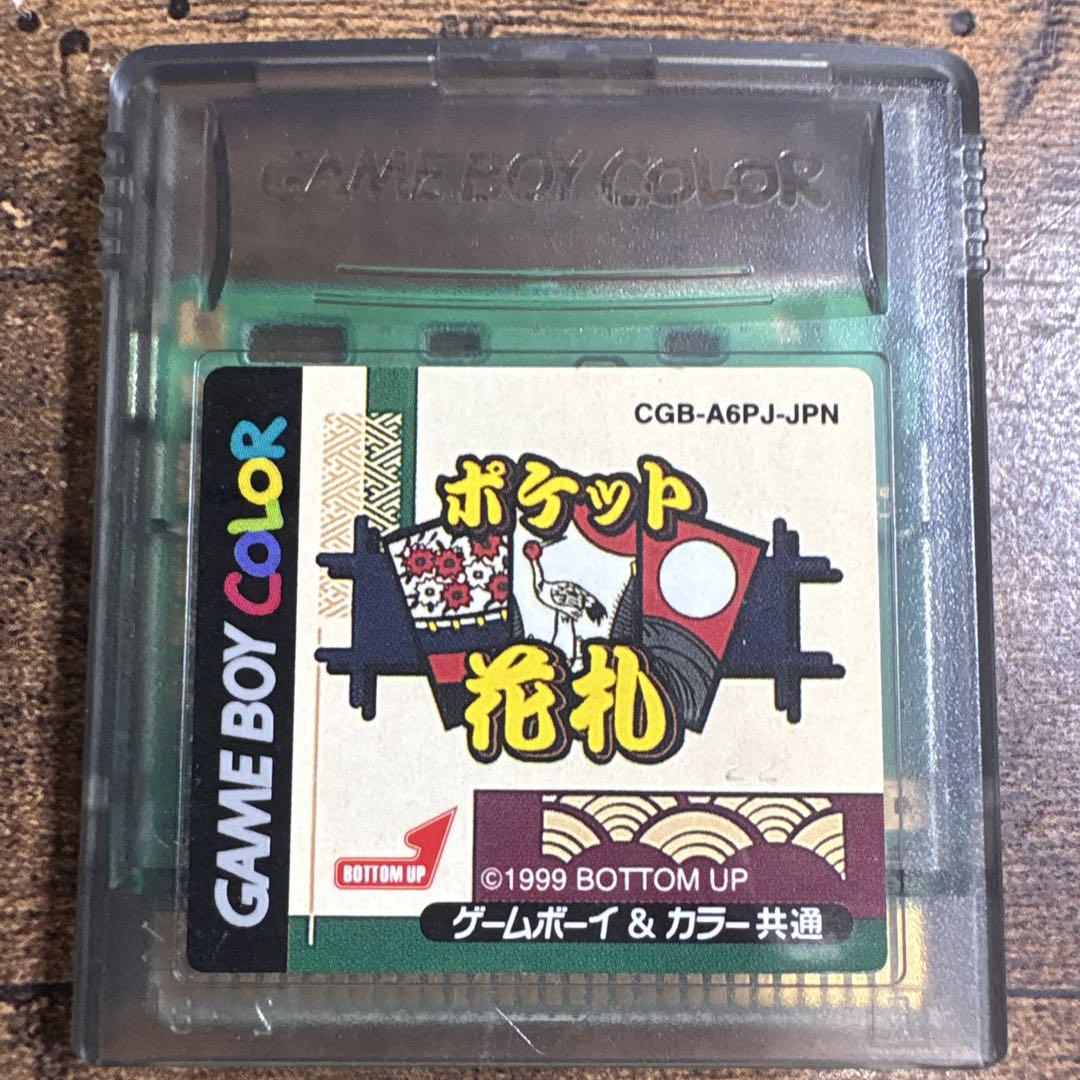 GAME BOY COLOR
GAME BOY COLOR
CGB-A6PJ-JPN
ポケット
花札
22
BOTTOM UP
©1999 BOTTOM UP
ゲームボーイ & カラー共通